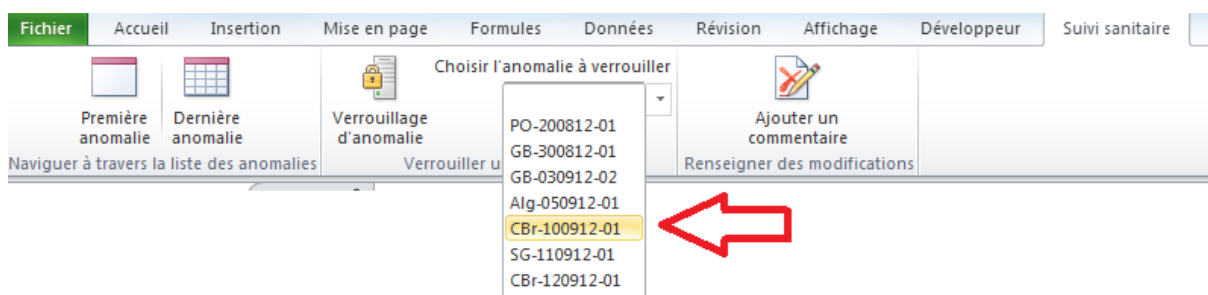 Fichier Accueil Insertion Mise en page Formules Données Révision Affichage Développeur Suivi sanitaire
Première anomalie
Dernière anomalie
Naviguer à travers la liste des anomalies
Verrouillage d'anomalie
Choisir l'anomalie à verrouiller
Verrouiller u
PO-200812-01
GB-300812-01
GB-030912-02
Alg-050912-01
CBr-100912-01
SG-110912-01
CBr-120912-01
Ajouter un commentaire
Renseigner des modifications